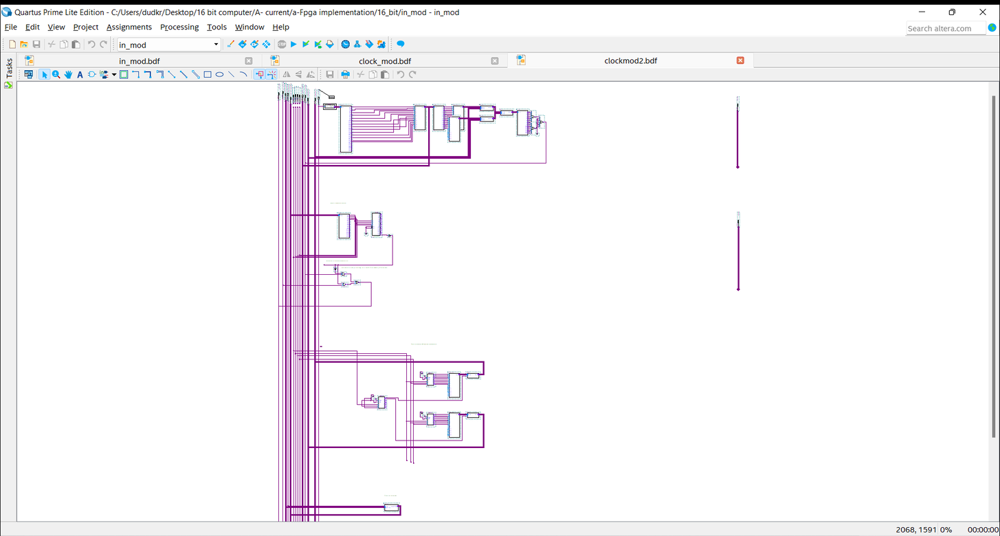 Quartus Prime Lite Edition - C:/Users/dudkr/Desktop/16 bit computer/A- current/a-Fpga implementation/16_bit/in_mod - in_mod
File Edit View Project Assignments Processing Tools Window Help
Search altera.com
in_mod
STOP
Tasks
in_mod.bdf
clock_mod.bdf
clockmod2.bdf
A
2068, 1591 0% 00:00:00